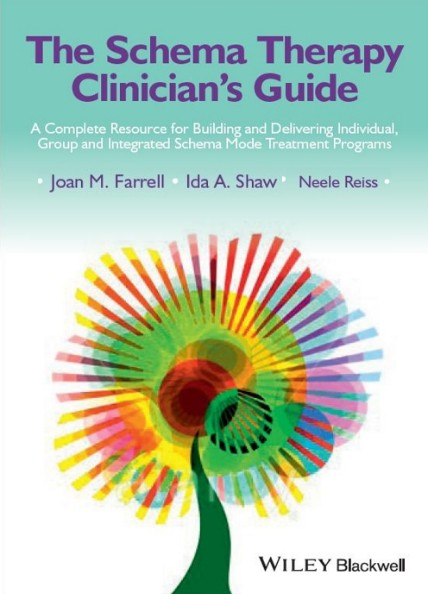 The Schema Therapy
Clinician's Guide
A Complete Resource for Building and Delivering Individual,
Group and Integrated Schema Mode Treatment Programs
• Joan M. Farrell • Ida A. Shaw • Neele Reiss •
WILEY Blackwell